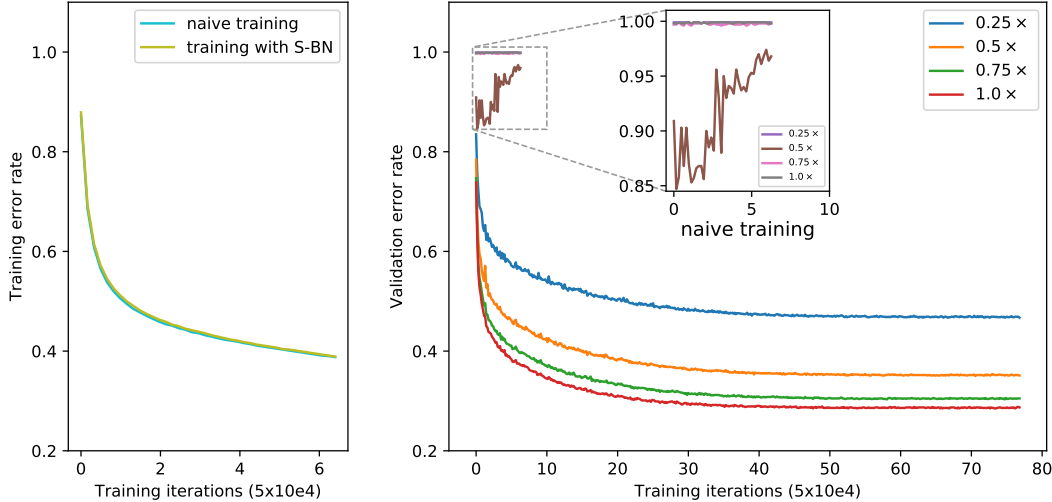 naive training
training with S-BN
1.0
0.8
0.6
0.4
0.2
Training error rate
0 2 4 6
Training iterations (5x10e4)
0.25 ×
0.5 ×
0.75 ×
1.0 ×
1.0
0.8
0.6
0.4
0.2
Validation error rate
0 10 20 30 40 50 60 70 80
Training iterations (5x10e4)
1.00
0.95
0.90
0.85
0 5 10
naive training
0.25 ×
0.5 ×
0.75 ×
1.0 ×